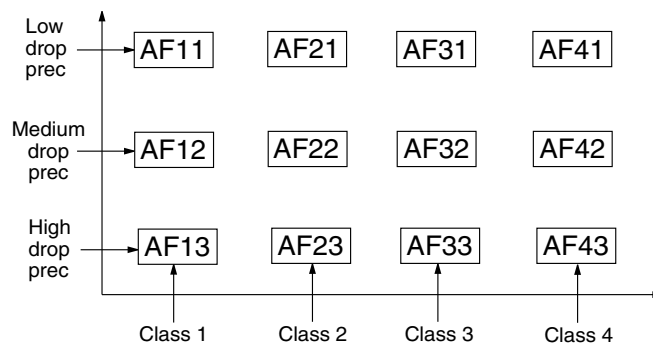 Low
drop
prec
AF11 AF21 AF31 AF41
Medium
drop
prec
AF12 AF22 AF32 AF42
High
drop
prec
AF13 AF23 AF33 AF43
Class 1 Class 2 Class 3 Class 4